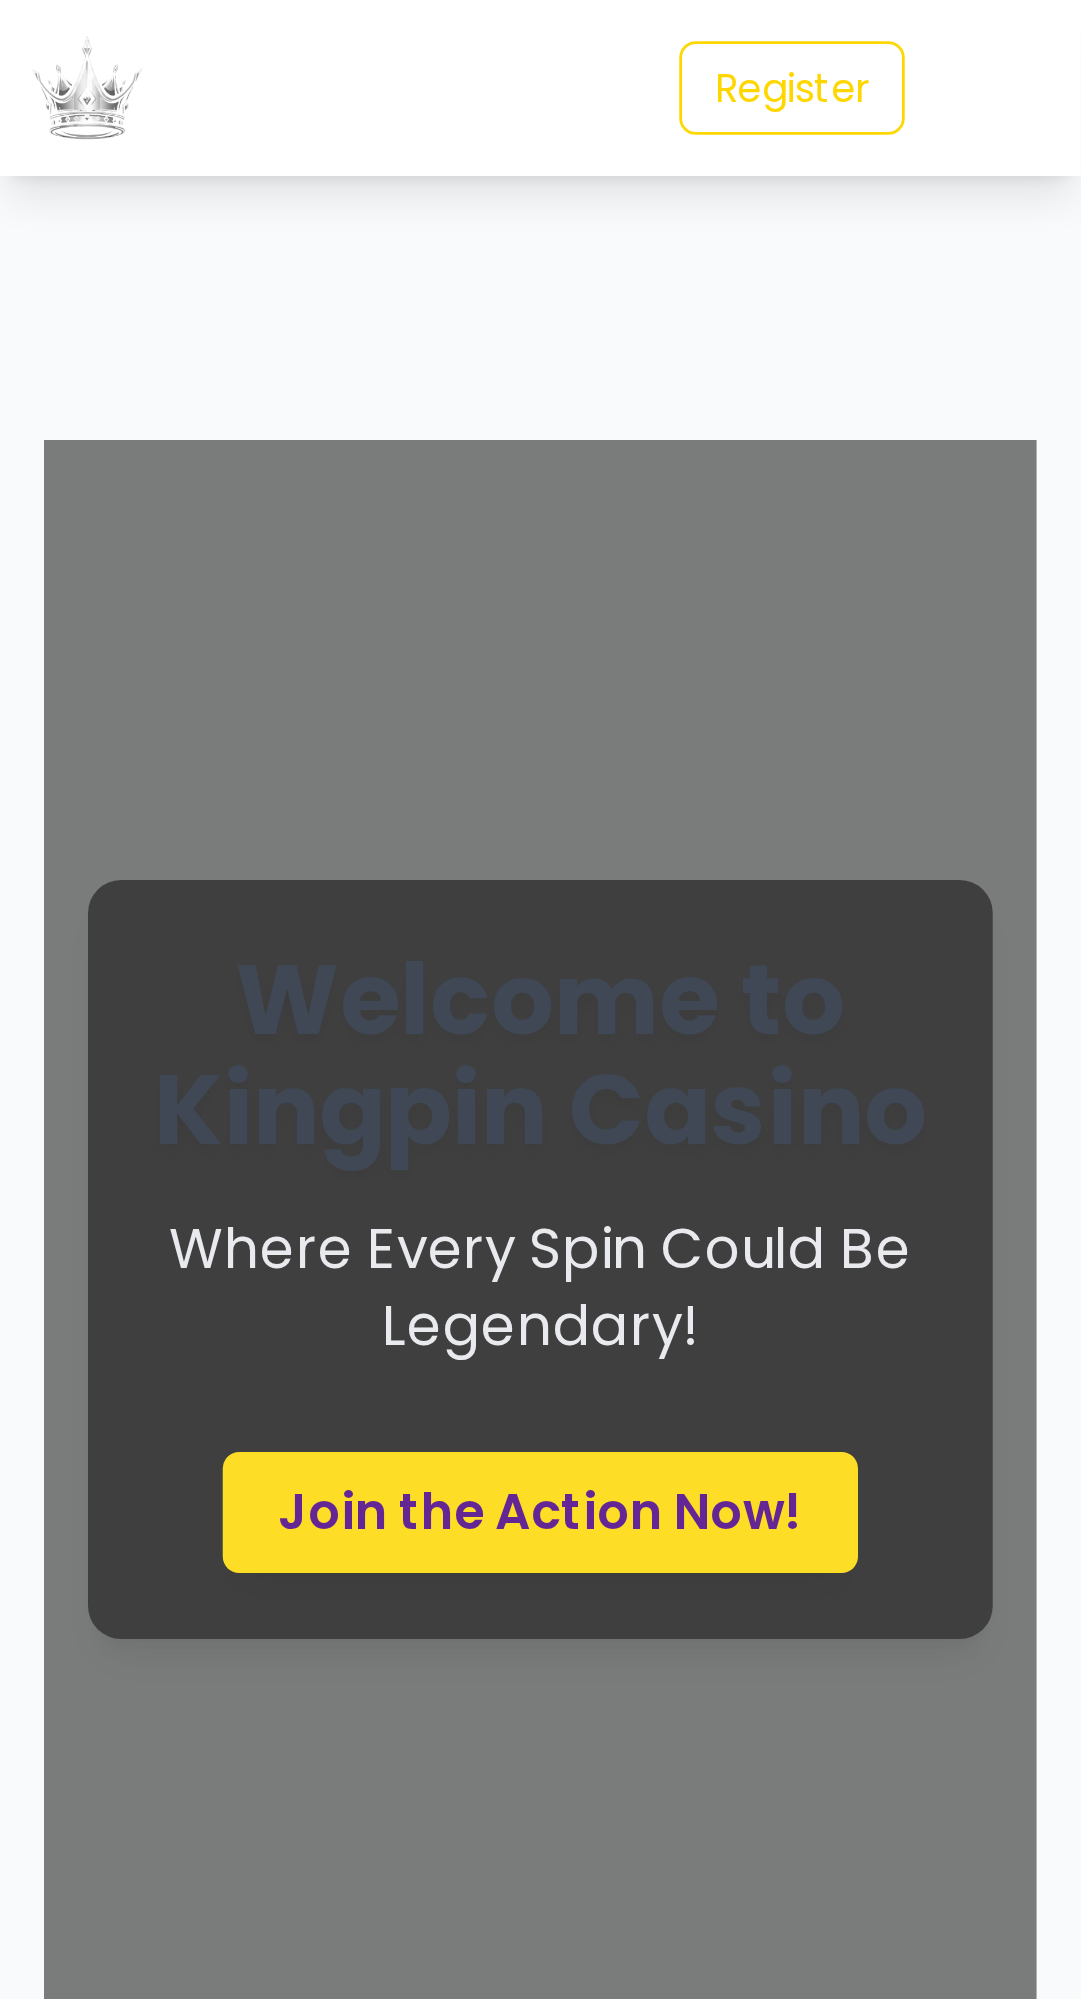 Register
Welcome to
Kingpin Casino
Where Every Spin Could Be
Legendary!
Join the Action Now!